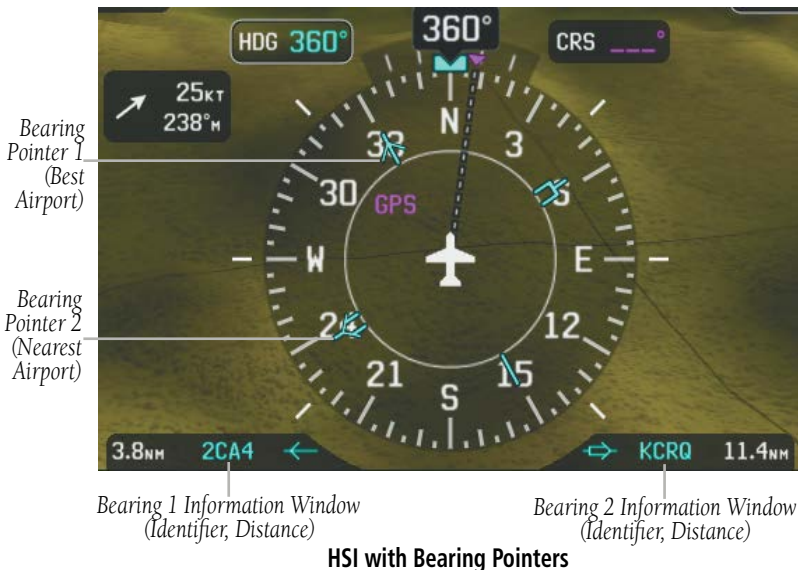 HDG 360°
360°
CRS ___°
25KT
238°M
N
33
3
30
6
GPS
W
E
24
12
21
15
S
Bearing
Pointer 1
(Best
Airport)
Bearing
Pointer 2
(Nearest
Airport)
3.8NM 2CA4
KCRQ 11.4NM
Bearing 1 Information Window
(Identifier, Distance)
Bearing 2 Information Window
(Identifier, Distance)
HSI with Bearing Pointers